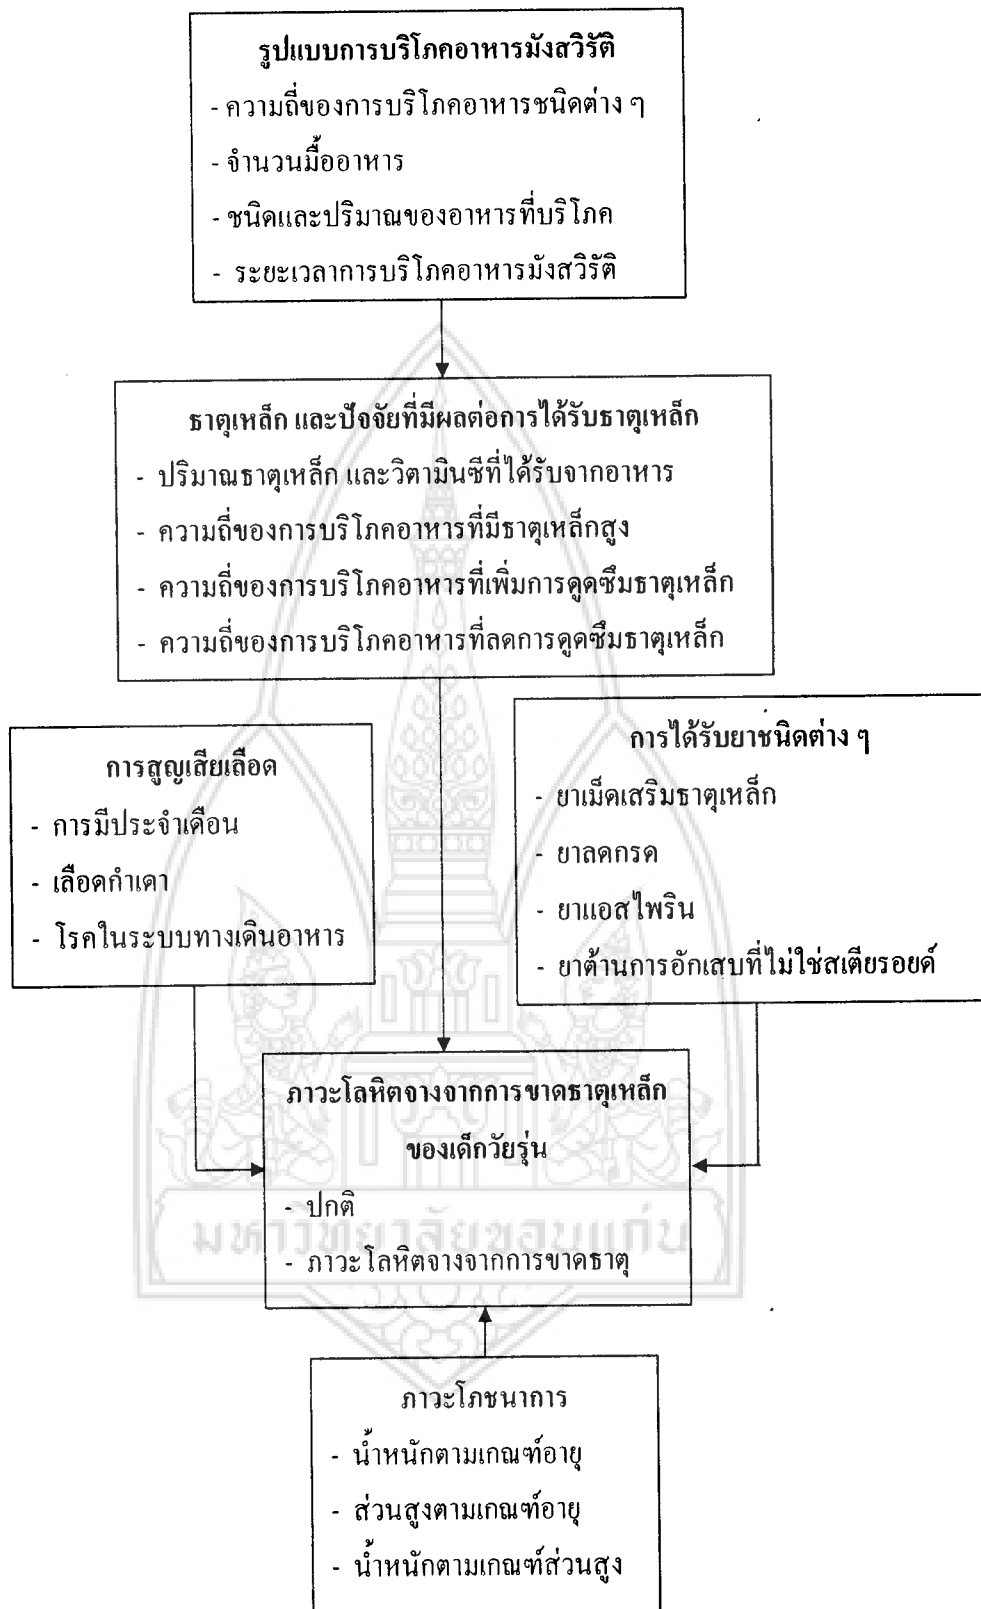 รูปแบบการบริโภคอาหารมังสวิรัติ
- ความถี่ของการบริโภคอาหารชนิดต่าง ๆ
- จำนวนมื้ออาหาร
- ชนิดและปริมาณของอาหารที่บริโภค
- ระยะเวลาการบริโภคอาหารมังสวิรัติ
ธาตุเหล็ก และปัจจัยที่มีผลต่อการได้รับธาตุเหล็ก
- ปริมาณธาตุเหล็ก และวิตามินซีที่ได้รับจากอาหาร
- ความถี่ของการบริโภคอาหารที่มีธาตุเหล็กสูง
- ความถี่ของการบริโภคอาหารที่เพิ่มการดูดซึมธาตุเหล็ก
- ความถี่ของการบริโภคอาหารที่ลดการดูดซึมธาตุเหล็ก
การสูญเสียเลือด
- การมีประจำเดือน
- เลือดกำเดา
- โรคในระบบทางเดินอาหาร
การได้รับยาชนิดต่าง ๆ
- ยาเม็ดเสริมธาตุเหล็ก
- ยาลดกรด
- ยาแอสไพริน
- ยาต้านการอักเสบที่ไม่ใช่สเตียรอยด์
ภาวะโลหิตจางจากการขาดธาตุเหล็ก
ของเด็กวัยรุ่น
- ปกติ
- ภาวะโลหิตจางจากการขาดธาตุ
มหาวิทยาลัยขอนแก่น
ภาวะโภชนาการ
- น้ำหนักตามเกณฑ์อายุ
- ส่วนสูงตามเกณฑ์อายุ
- น้ำหนักตามเกณฑ์ส่วนสูง